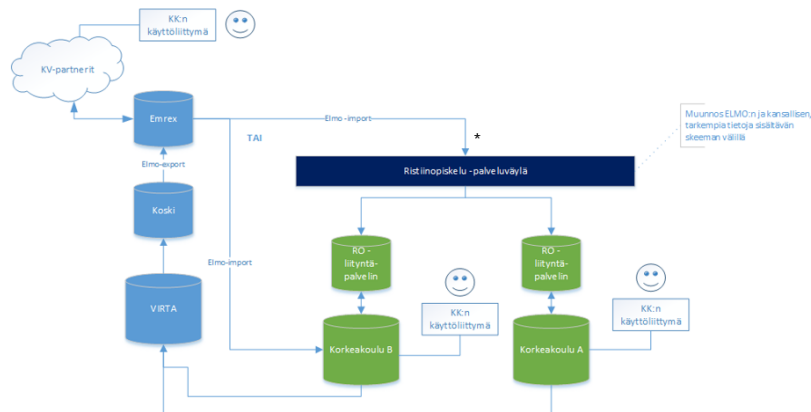 KK:n
käyttöliittymä
KV-partnerit
Emrex
Elmo -import
*
Muunnos ELMO:n ja kansallisen,
tarkempia tietoja sisältävän
skeeman välillä
TAI
Elmo-export
Ristiinopiskelu -palveluväylä
Koski
RO -
liityntä-
palvelin
RO -
liityntä-
palvelin
Elmo-import
VIRTA
KK:n
käyttöliittymä
KK:n
käyttöliittymä
Korkeakoulu B
Korkeakoulu A